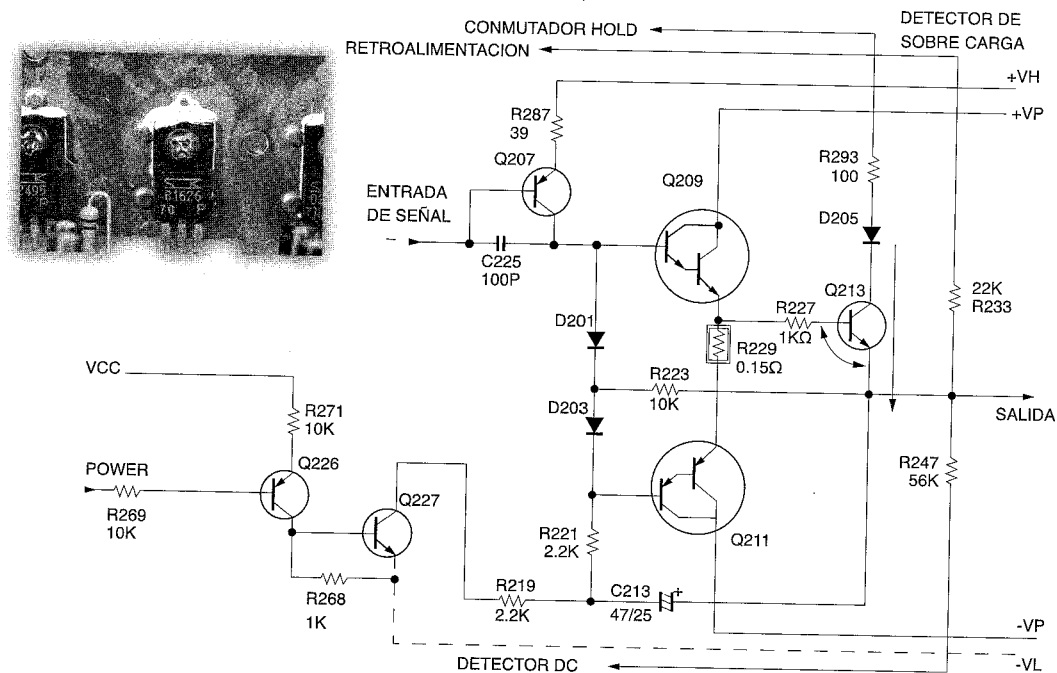 CONMUTADOR HOLD
DETECTOR DE
SOBRE CARGA
RETROALIMENTACION
+VH
+VP
R287
39
Q207
Q209
R293
100
ENTRADA
DE SEÑAL
D205
C225
100P
R227
1KΩ
Q213
22K
R233
D201
R229
0.15Ω
VCC
R223
10K
SALIDA
D203
R271
10K
Q226
R247
56K
POWER
Q227
R269
10K
R221
2.2K
Q211
R268
1K
R219
2.2K
C213
47/25
+
-VP
-VL
DETECTOR DC